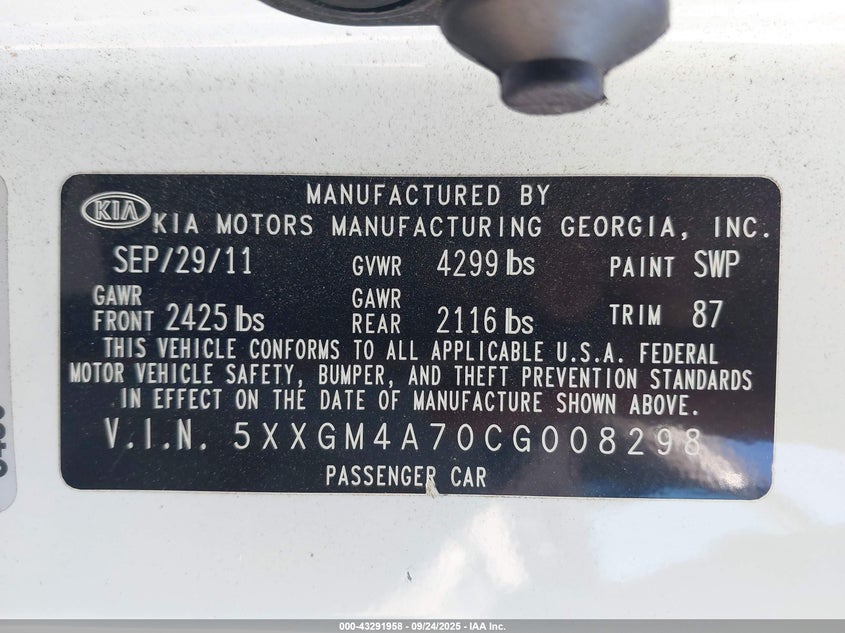 MANUFACTURED BY
KIA KIA MOTORS MANUFACTURING GEORGIA, INC.
SEP/29/11 GVWR 4299 lbs PAINT SWP
GAWR FRONT 2425 lbs GAWR REAR 2116 lbs TRIM 87
THIS VEHICLE CONFORMS TO ALL APPLICABLE U.S.A. FEDERAL
MOTOR VEHICLE SAFETY, BUMPER, AND THEFT PREVENTION STANDARDS
IN EFFECT ON THE DATE OF MANUFACTURE SHOWN ABOVE.
V.I.N. 5XXGM4A70CG008298
PASSENGER CAR
000-43291958 - 09/24/2025 - IAA Inc.